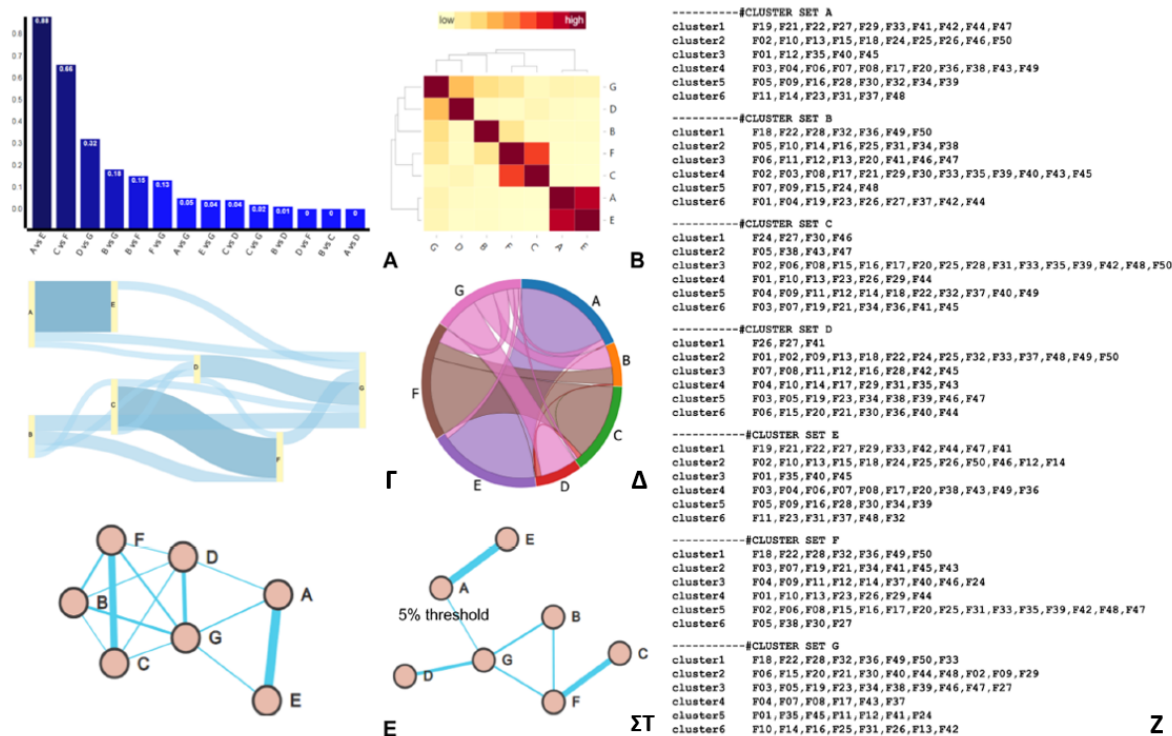 0.8
0.7
0.6
0.5
0.4
0.3
0.2
0.1
0.0
0.88
0.66
0.32
0.18
0.15
0.13
0.05
0.04
0.04
0.02
0.01
0
0
0
A vs E
C vs F
D vs G
B vs G
B vs F
F vs G
A vs G
E vs G
C vs D
C vs G
B vs D
D vs F
B vs C
A vs D
A
low
high
G
D
B
F
C
A
E
G
D
B
F
C
A
E
B
A
E
D
C
B
G
F
Γ
G
A
B
F
C
E
D
Δ
F
D
B
A
G
C
E
E
E
A
5% threshold
B
G
C
D
F
ΣΤ
----------#CLUSTER SET A
cluster1 F19,F21,F22,F27,F29,F33,F41,F42,F44,F47
cluster2 F02,F10,F13,F15,F18,F24,F25,F26,F46,F50
cluster3 F01,F12,F35,F40,F45
cluster4 F03,F04,F06,F07,F08,F17,F20,F36,F38,F43,F49
cluster5 F05,F09,F16,F28,F30,F32,F34,F39
cluster6 F11,F14,F23,F31,F37,F48
----------#CLUSTER SET B
cluster1 F18,F22,F28,F32,F36,F49,F50
cluster2 F05,F10,F14,F16,F25,F31,F34,F38
cluster3 F06,F11,F12,F13,F20,F41,F46,F47
cluster4 F02,F03,F08,F17,F21,F29,F30,F33,F35,F39,F40,F43,F45
cluster5 F07,F09,F15,F24,F48
cluster6 F01,F04,F19,F23,F26,F27,F37,F42,F44
----------#CLUSTER SET C
cluster1 F24,F27,F30,F46
cluster2 F05,F38,F43,F47
cluster3 F02,F06,F08,F15,F16,F17,F20,F25,F28,F31,F33,F35,F39,F42,F48,F50
cluster4 F01,F10,F13,F23,F26,F29,F44
cluster5 F04,F09,F11,F12,F14,F18,F22,F32,F37,F40,F49
cluster6 F03,F07,F19,F21,F34,F36,F41,F45
----------#CLUSTER SET D
cluster1 F26,F27,F41
cluster2 F01,F02,F09,F13,F18,F22,F24,F25,F32,F33,F37,F48,F49,F50
cluster3 F07,F08,F11,F12,F16,F28,F42,F45
cluster4 F04,F10,F14,F17,F29,F31,F35,F43
cluster5 F03,F05,F19,F23,F34,F38,F39,F46,F47
cluster6 F06,F15,F20,F21,F30,F36,F40,F44
----------#CLUSTER SET E
cluster1 F19,F21,F22,F27,F29,F33,F42,F44,F47,F41
cluster2 F02,F10,F13,F15,F18,F24,F25,F26,F50,F46,F12,F14
cluster3 F01,F35,F40,F45
cluster4 F03,F04,F06,F07,F08,F17,F20,F38,F43,F49,F36
cluster5 F05,F09,F16,F28,F30,F34,F39
cluster6 F11,F23,F31,F37,F48,F32
----------#CLUSTER SET F
cluster1 F18,F22,F28,F32,F36,F49,F50
cluster2 F03,F07,F19,F21,F34,F41,F45,F43
cluster3 F04,F09,F11,F12,F14,F37,F40,F46,F24
cluster4 F01,F10,F13,F23,F26,F29,F44
cluster5 F02,F06,F08,F15,F16,F17,F20,F25,F31,F33,F35,F39,F42,F48,F47
cluster6 F05,F38,F30,F27
----------#CLUSTER SET G
cluster1 F18,F22,F28,F32,F36,F49,F50,F33
cluster2 F06,F15,F20,F21,F30,F40,F44,F48,F02,F09,F29
cluster3 F03,F05,F19,F23,F34,F38,F39,F46,F47,F27
cluster4 F04,F07,F08,F17,F43,F37
cluster5 F01,F35,F45,F11,F12,F41,F24
cluster6 F10,F14,F16,F25,F31,F26,F13,F42
Z